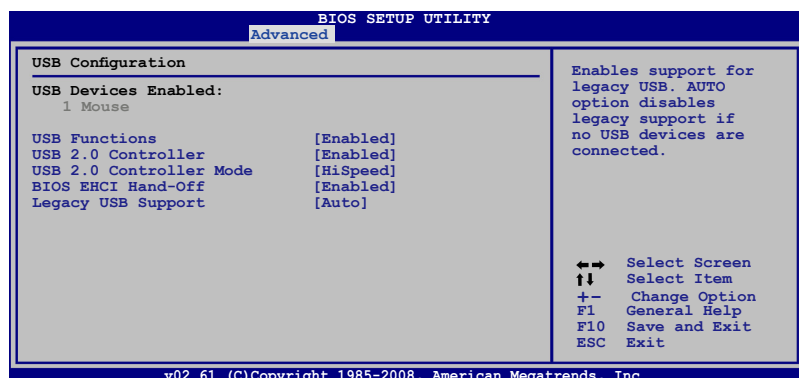 BIOS SETUP UTILITY
Advanced
USB Configuration
USB Devices Enabled:
1 Mouse
USB Functions [Enabled]
USB 2.0 Controller [Enabled]
USB 2.0 Controller Mode [HiSpeed]
BIOS EHCI Hand-Off [Enabled]
Legacy USB Support [Auto]
Enables support for
legacy USB. AUTO
option disables
legacy support if
no USB devices are
connected.
←→ Select Screen
↑↓ Select Item
+- Change Option
F1 General Help
F10 Save and Exit
ESC Exit
v02.61 (C)Copyright 1985-2008, American Megatrends, Inc.